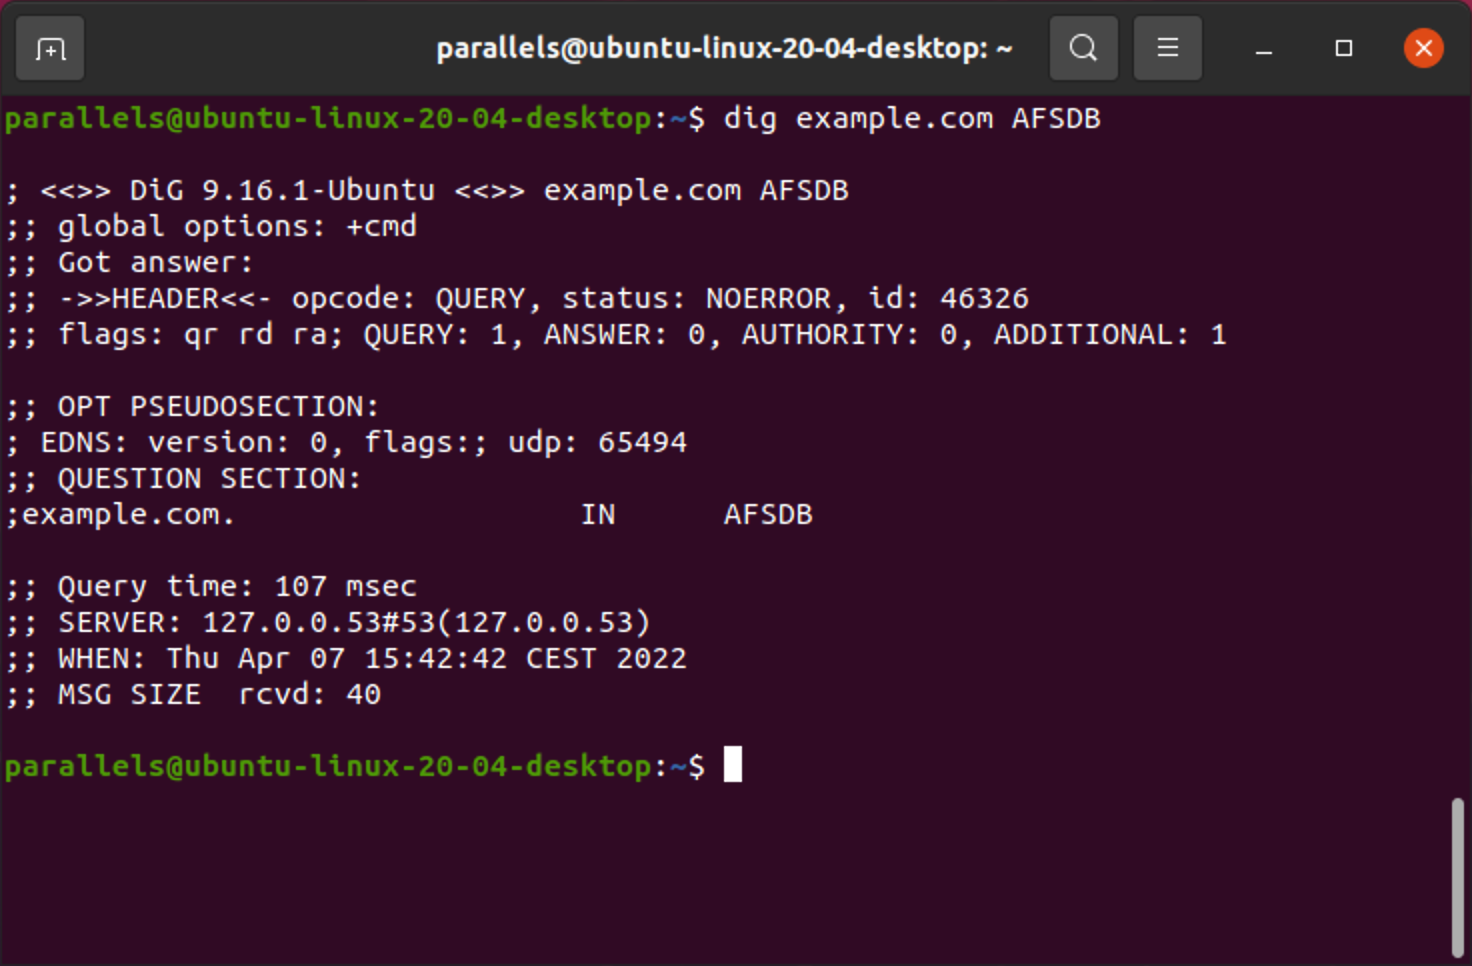 parallels@ubuntu-linux-20-04-desktop: ~
parallels@ubuntu-linux-20-04-desktop:~$ dig example.com AFSDB
; <<>> DiG 9.16.1-Ubuntu <<>> example.com AFSDB
;; global options: +cmd
;; Got answer:
;; ->>HEADER<<- opcode: QUERY, status: NOERROR, id: 46326
;; flags: qr rd ra; QUERY: 1, ANSWER: 0, AUTHORITY: 0, ADDITIONAL: 1
;; OPT PSEUDOSECTION:
; EDNS: version: 0, flags:; udp: 65494
;; QUESTION SECTION:
;example.com. IN AFSDB
;; Query time: 107 msec
;; SERVER: 127.0.0.53#53(127.0.0.53)
;; WHEN: Thu Apr 07 15:42:42 CEST 2022
;; MSG SIZE  rcvd: 40
parallels@ubuntu-linux-20-04-desktop:~$